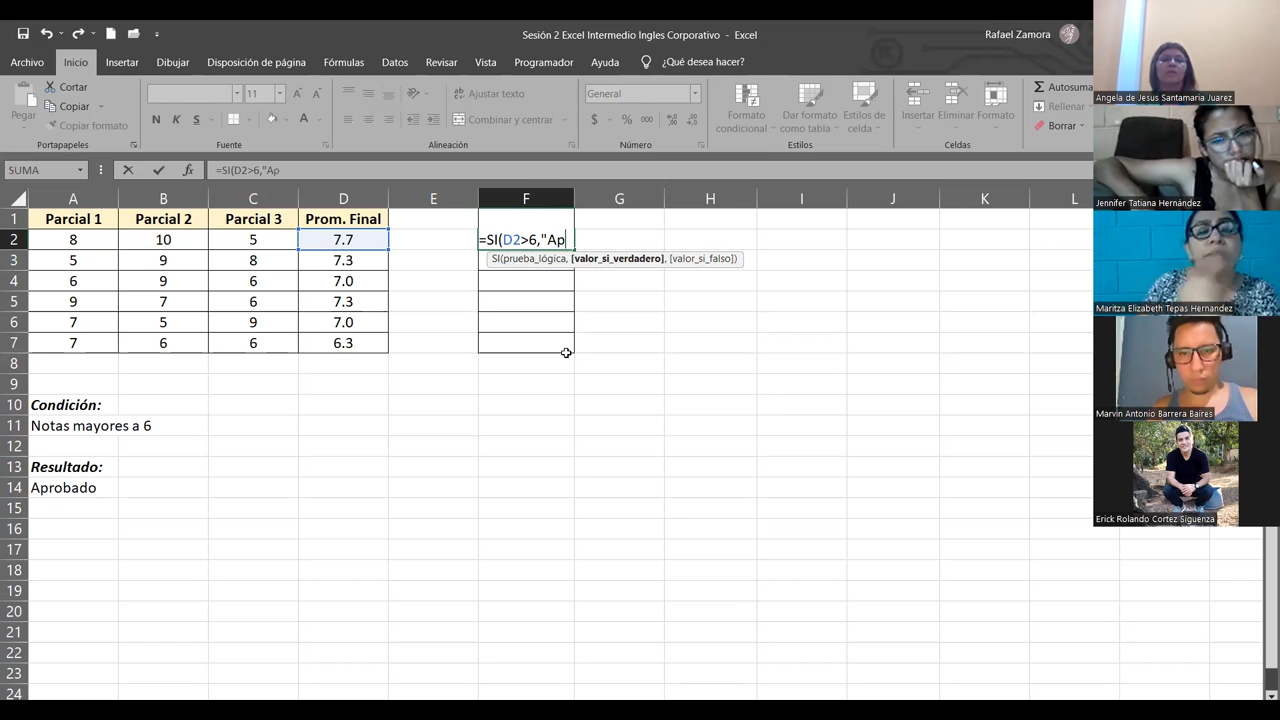 Sesión 2 Excel Intermedio Ingles Corporativo - Excel
Rafael Zamora
Archivo Inicio Insertar Dibujar Disposición de página Fórmulas Datos Revisar Vista Programador Ayuda ¿Qué desea hacer?
Pegar
Cortar
Copiar
Copiar formato
Portapapeles
11
N K S
Fuente
Ajustar texto
Combinar y centrar
Alineación
General
$ % 000
Número
Formato condicional
Dar formato como tabla
Estilos de celda
Estilos
Insertar Eliminar Formato
Celdas
Autosuma
Rellenar
Borrar
SUMA fx =SI(D2>6,"Ap
A B C D E F G H I J K L
1 Parcial 1 Parcial 2 Parcial 3 Prom. Final
2 8 10 5 7.7 =SI(D2>6,"Ap
SI(prueba_lógica, [valor_si_verdadero], [valor_si_falso])
3 5 9 8 7.3
4 6 9 6 7.0
5 9 7 6 7.3
6 7 5 9 7.0
7 7 6 6 6.3
8
9
10 Condición:
11 Notas mayores a 6
12
13 Resultado:
14 Aprobado
15
16
17
18
19
20
21
22
23
24
Angela de Jesus Santamaria Juarez
Jennifer Tatiana Hernández
Maritza Elizabeth Tepas Hernandez
Marvin Antonio Barrera Baires
Erick Rolando Cortez Siguenza